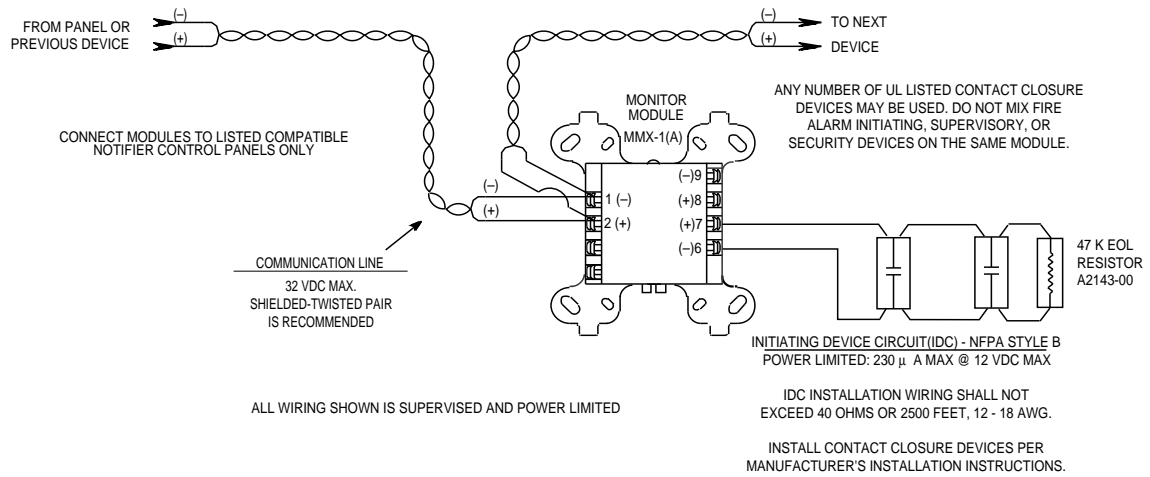 FROM PANEL OR
PREVIOUS DEVICE
(–)
(+)
(–)
(+)
TO NEXT
DEVICE
CONNECT MODULES TO LISTED COMPATIBLE
NOTIFIER CONTROL PANELS ONLY
MONITOR
MODULE
MMX-1(A)
ANY NUMBER OF UL LISTED CONTACT CLOSURE
DEVICES MAY BE USED. DO NOT MIX FIRE
ALARM INITIATING, SUPERVISORY, OR
SECURITY DEVICES ON THE SAME MODULE.
(–)
(+)
1 (–)
2 (+)
(–)9
(+)8
(+)7
(–)6
47 K EOL
RESISTOR
A2143-00
COMMUNICATION LINE
32 VDC MAX.
SHIELDED-TWISTED PAIR
IS RECOMMENDED
INITIATING DEVICE CIRCUIT(IDC) - NFPA STYLE B
POWER LIMITED: 230 μ A MAX @ 12 VDC MAX
IDC INSTALLATION WIRING SHALL NOT
EXCEED 40 OHMS OR 2500 FEET, 12 - 18 AWG.
INSTALL CONTACT CLOSURE DEVICES PER
MANUFACTURER'S INSTALLATION INSTRUCTIONS.
ALL WIRING SHOWN IS SUPERVISED AND POWER LIMITED